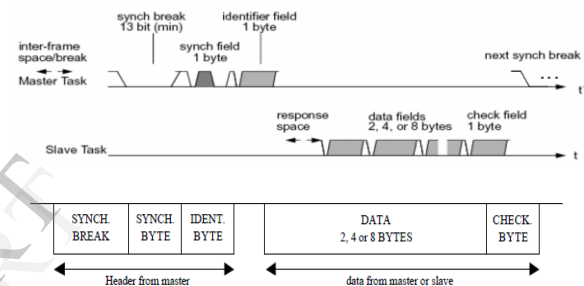 synch break
13 bit (min)
identifier field
1 byte
inter-frame
space/break
synch field
1 byte
next synch break
Master Task
...
t
response
space
data fields
2, 4, or 8 bytes
check field
1 byte
Slave Task
t
SYNCH.
BREAK
SYNCH.
BYTE
IDENT.
BYTE
DATA
2, 4 or 8 BYTES
CHECK.
BYTE
Header from master
data from master or slave